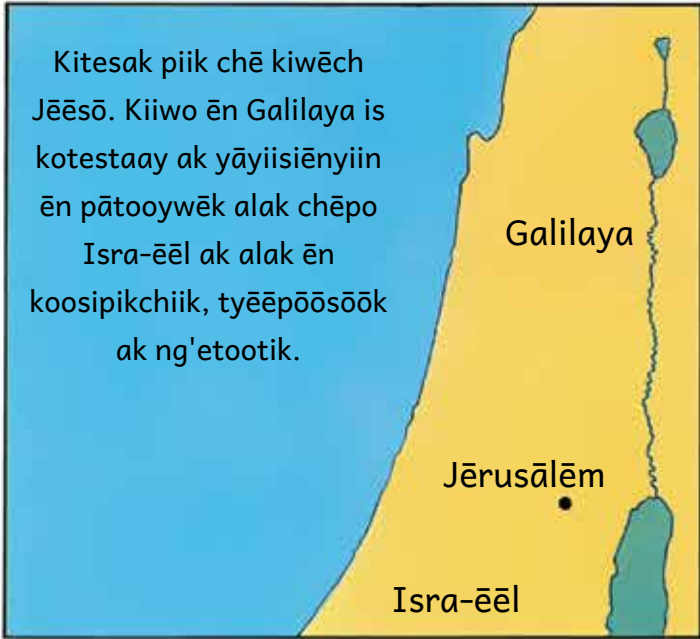 Kitesak piik chē kiwēch
Jēēsō. Kiiwo ēn Galilaya is
kotestaay ak yāyiisiēnyiin
ēn pātooywēk alak chēpo
Isra-ēēl ak alak ēn
koosipikchiik, tyēēpōōsōōk
ak ng'etootik.
Galilaya
Jērusālēm
Isra-ēēl